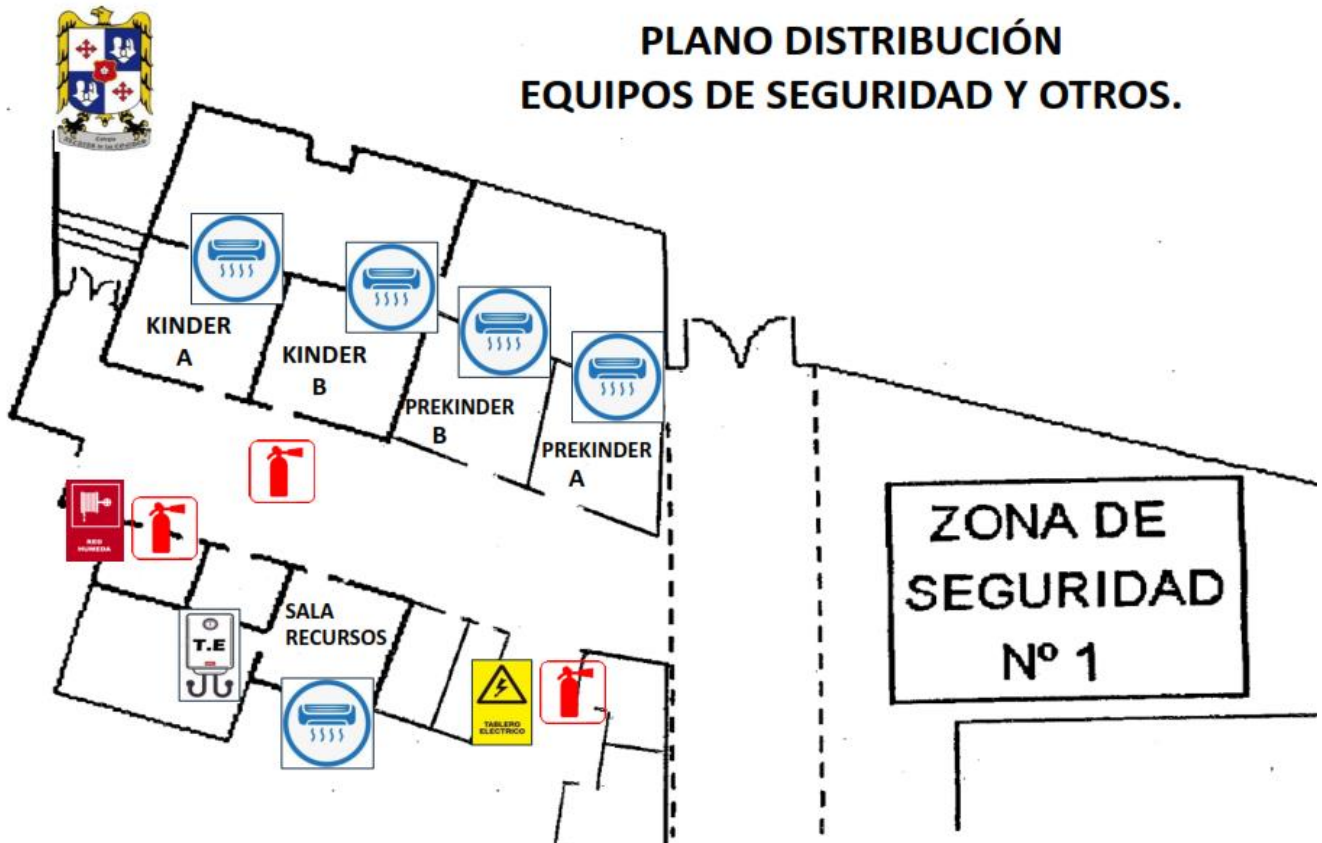 PLANO DISTRIBUCIÓN
EQUIPOS DE SEGURIDAD Y OTROS.
KINDER
A
KINDER
B
PREKINDER
B
PREKINDER
A
RED
HUMEDA
SALA
RECURSOS
T.E
TABLERO
ELECTRICO
ZONA DE
SEGURIDAD
Nº 1